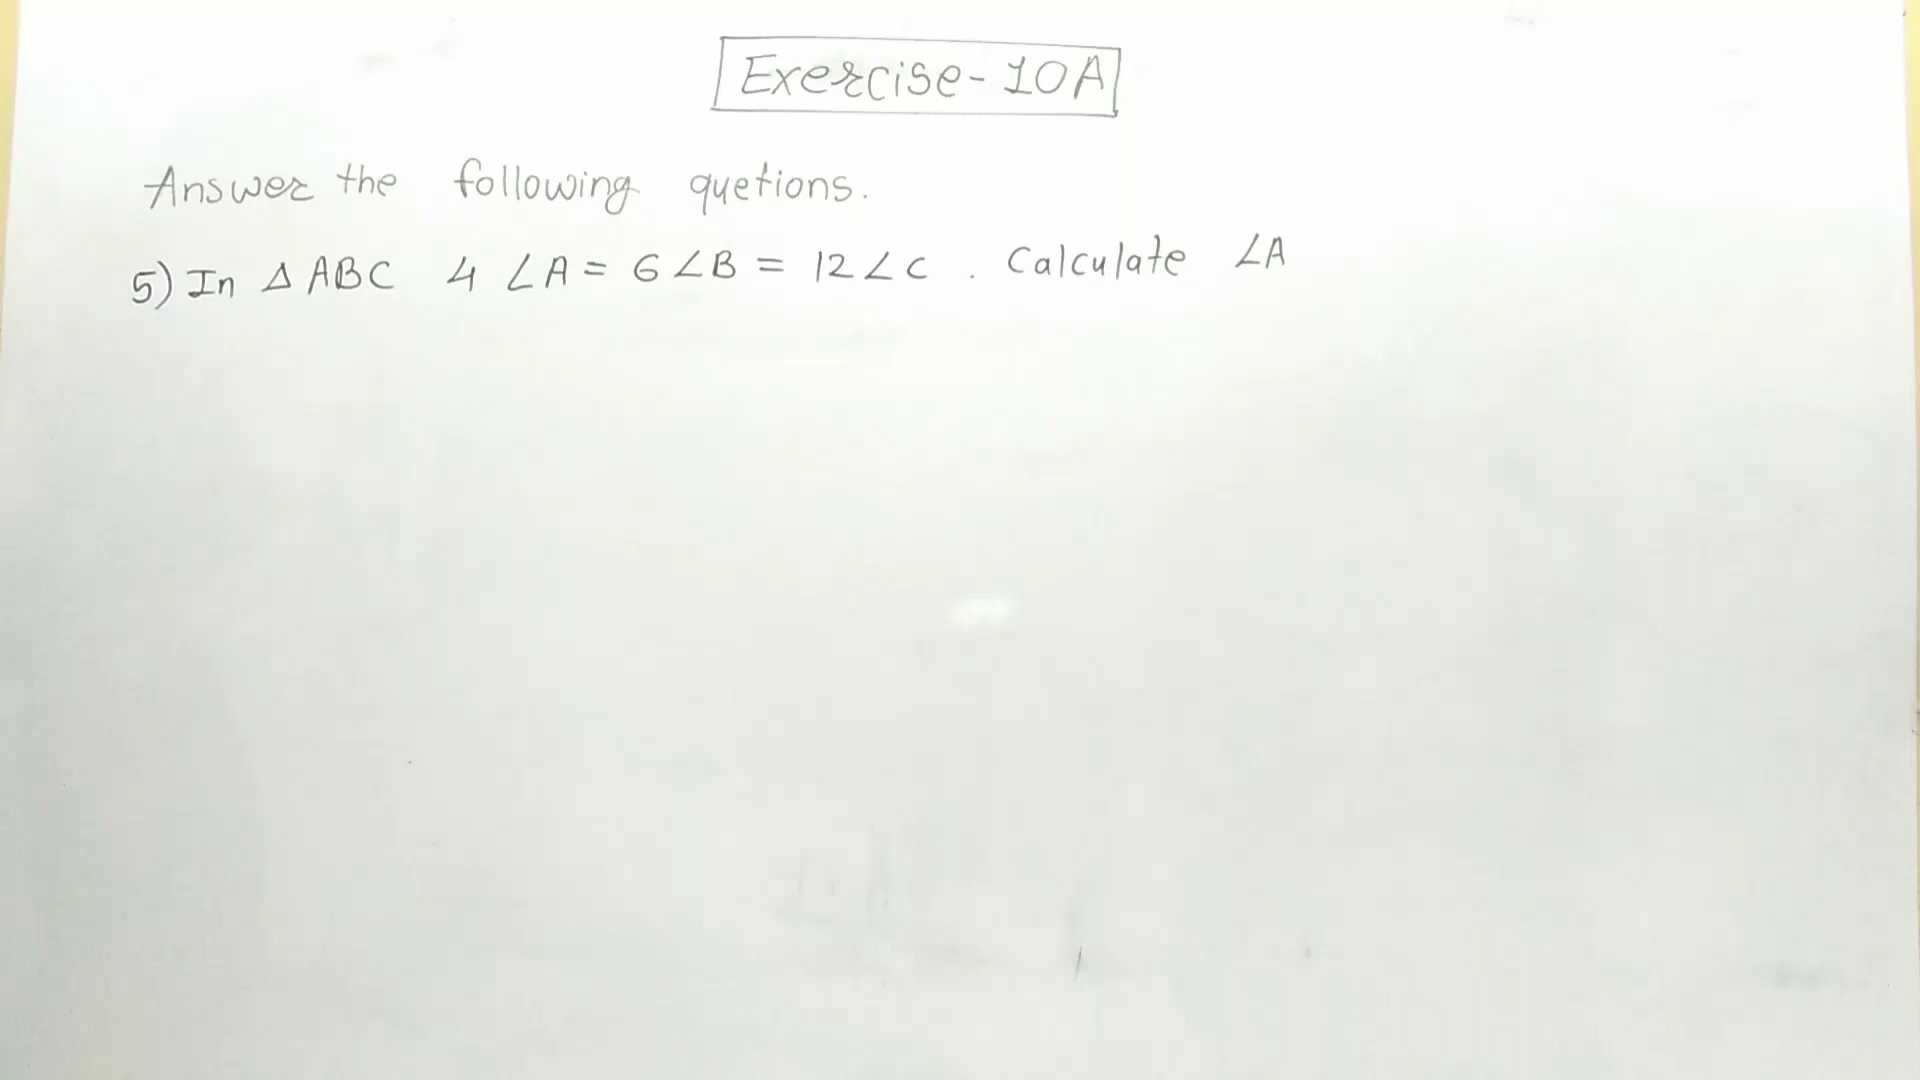 Exercise-10A
Answer the following quetions.
5) In △ ABC 4 ∠A = 6 ∠B = 12 ∠C . Calculate ∠A